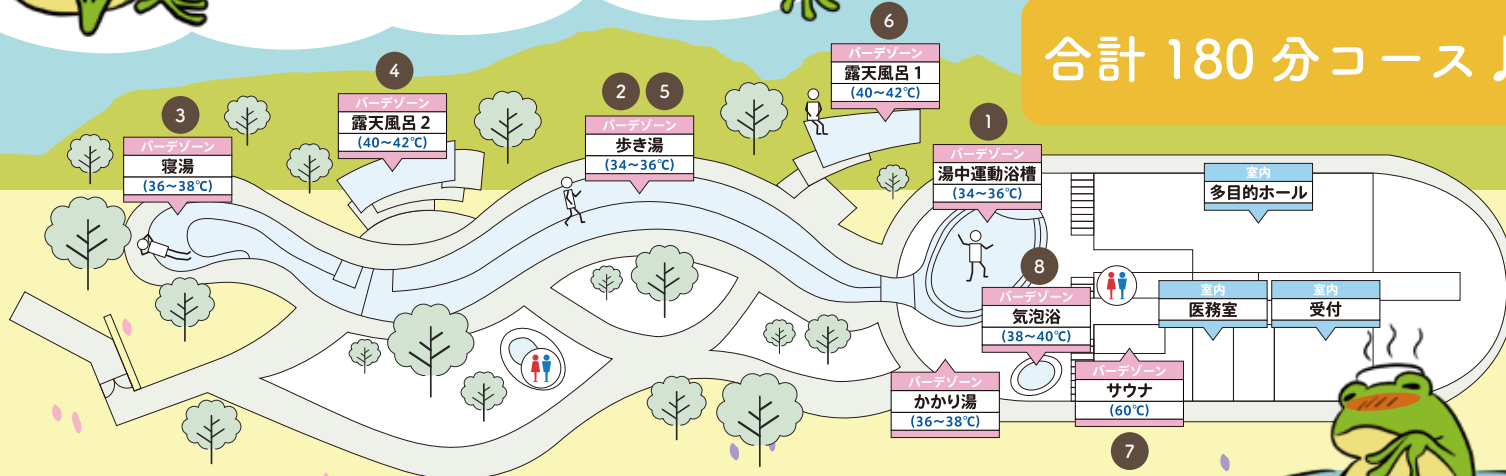 合計 180 分コース
6
バーデゾーン
露天風呂1
(40～42℃)
4
バーデゾーン
露天風呂2
(40～42℃)
2 5
バーデゾーン
歩き湯
(34～36℃)
3
バーデゾーン
寝湯
(36～38℃)
1
バーデゾーン
湯中運動浴槽
(34～36℃)
室内
多目的ホール
8
バーデゾーン
気泡浴
(38～40℃)
室内
医務室
室内
受付
バーデゾーン
かかり湯
(36～38℃)
バーデゾーン
サウナ
(60℃)
7